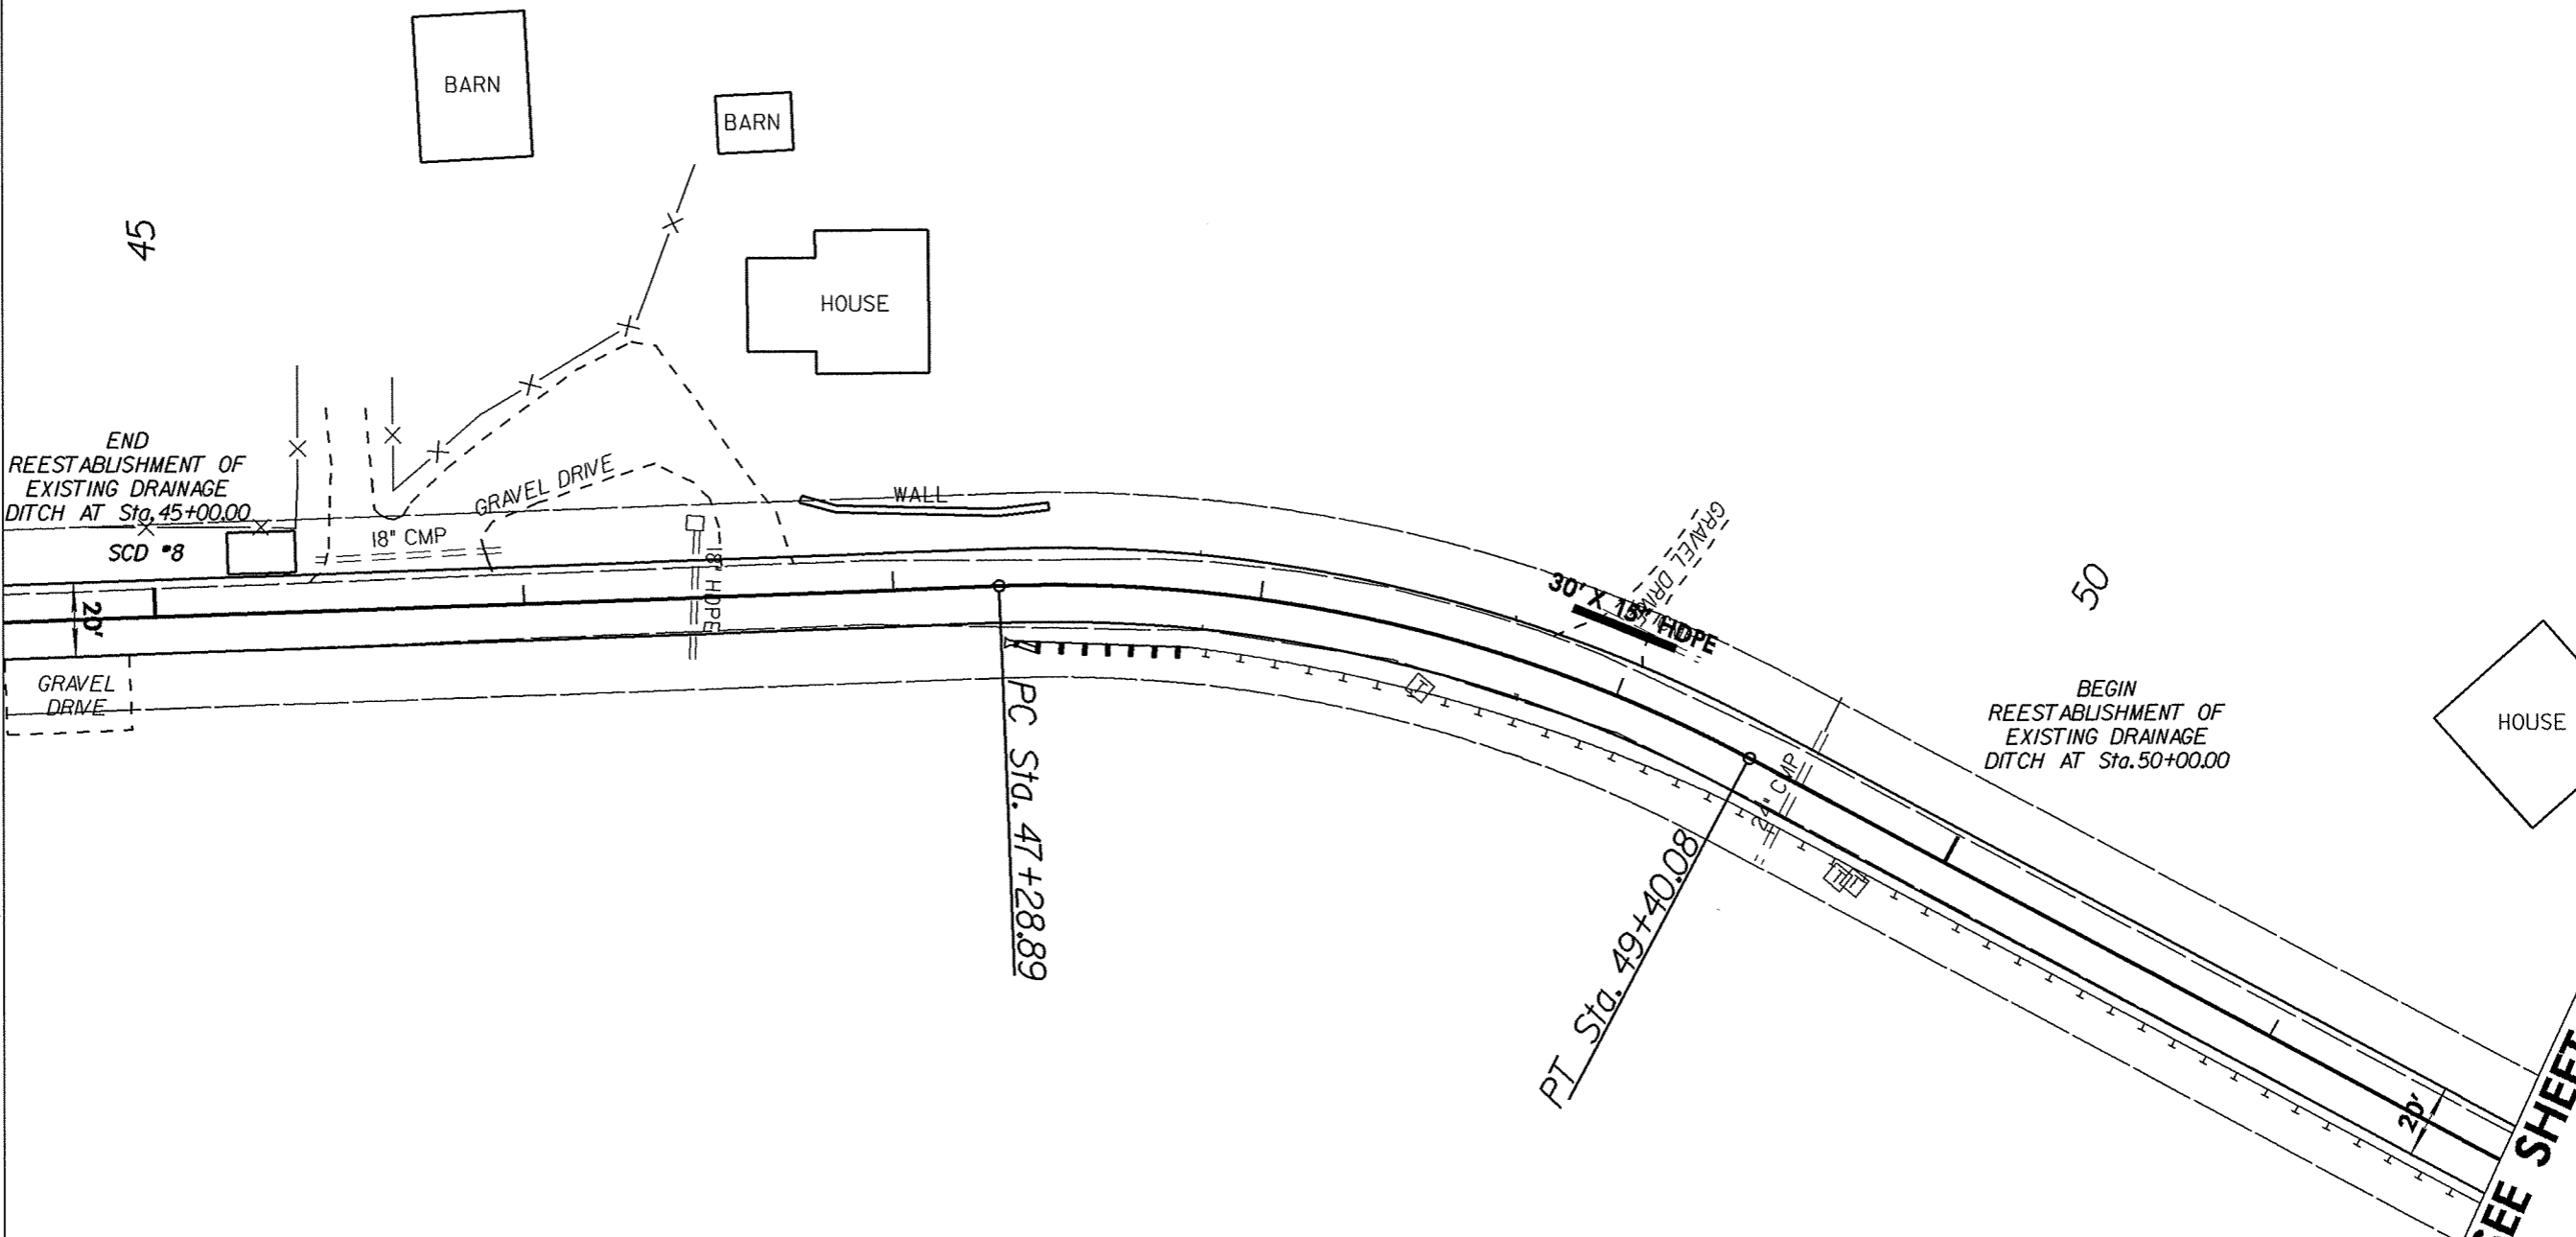 BARN
BARN
45
HOUSE
END
REESTABLISHMENT OF
EXISTING DRAINAGE
DITCH AT Sta. 45+00.00
SCD #8
GRAVEL DRIVE
18" CMP
WALL
18" HDPE
20'
GRAVEL
DRIVE
PC Sta. 47+28.89
GRAVEL DRIVE
30' X 15" HDPE
50
BEGIN
REESTABLISHMENT OF
EXISTING DRAINAGE
DITCH AT Sta. 50+00.00
HOUSE
24" CMP
PT Sta. 49+40.08
20'
SEE SHEET